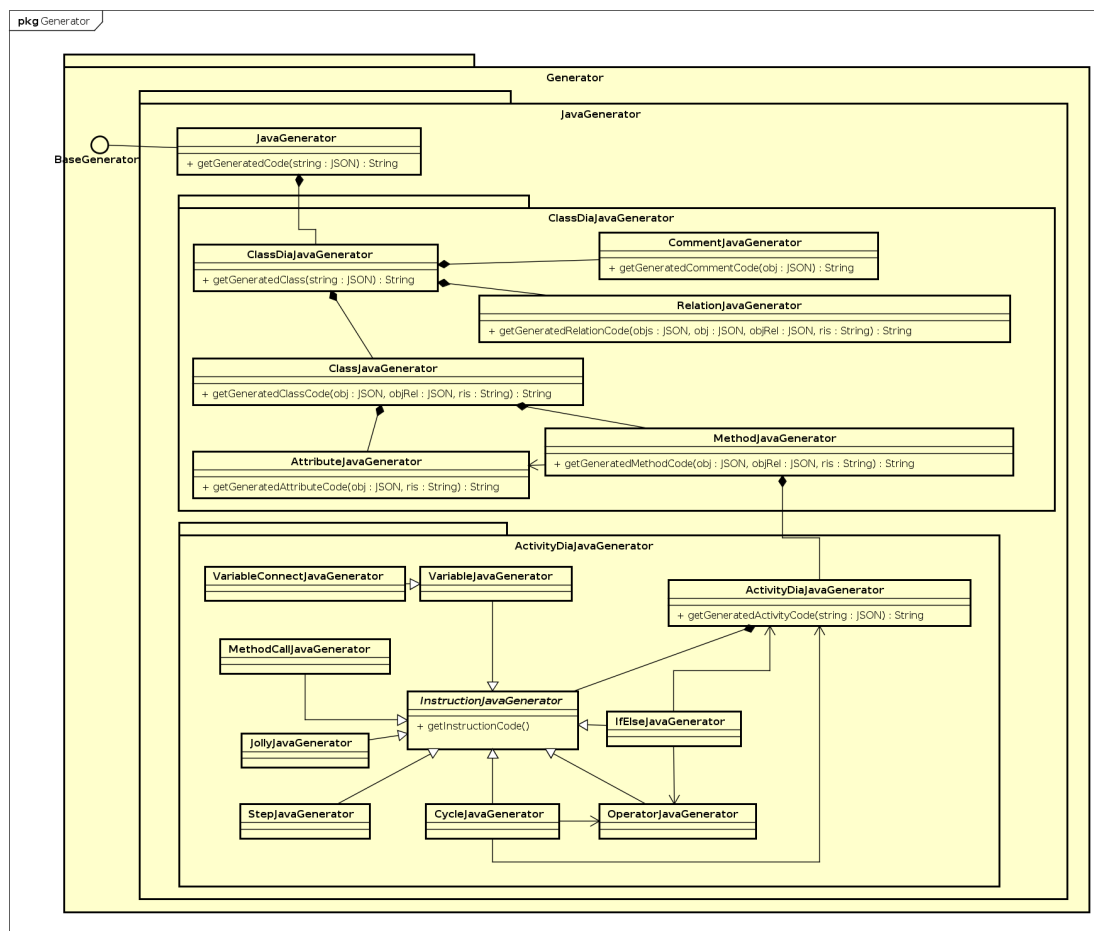 pkg Generator
Generator
JavaGenerator
BaseGenerator
JavaGenerator
+ getGeneratedCode(string : JSON) : String
ClassDiaJavaGenerator
ClassDiaJavaGenerator
+ getGeneratedClass(string : JSON) : String
CommentJavaGenerator
+ getGeneratedCommentCode(obj : JSON) : String
RelationJavaGenerator
+ getGeneratedRelationCode(objs : JSON, obj : JSON, objRel : JSON, ris : String) : String
ClassJavaGenerator
+ getGeneratedClassCode(obj : JSON, objRel : JSON, ris : String) : String
MethodJavaGenerator
+ getGeneratedMethodCode(obj : JSON, objRel : JSON, ris : String) : String
AttributeJavaGenerator
+ getGeneratedAttributeCode(obj : JSON, ris : String) : String
ActivityDiaJavaGenerator
VariableConnectJavaGenerator
VariableJavaGenerator
ActivityDiaJavaGenerator
+ getGeneratedActivityCode(string : JSON) : String
MethodCallJavaGenerator
InstructionJavaGenerator
+ getInstructionCode()
IfElseJavaGenerator
JollyJavaGenerator
StepJavaGenerator
CycleJavaGenerator
OperatorJavaGenerator